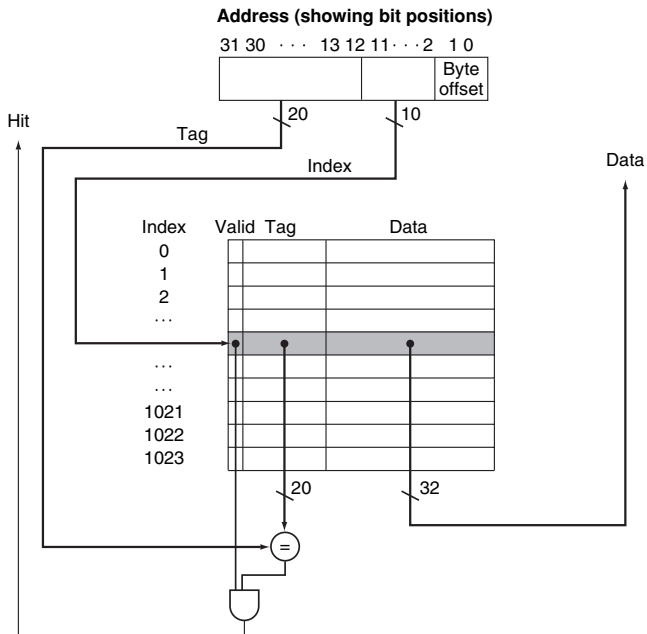 Address (showing bit positions)
31 30 · · · 13 12 11 · · · 2 1 0
Byte
offset
20
10
Hit
Tag
Data
Index
Index Valid Tag Data
0
1
2
· · ·
· · ·
· · ·
1021
1022
1023
20
32
=